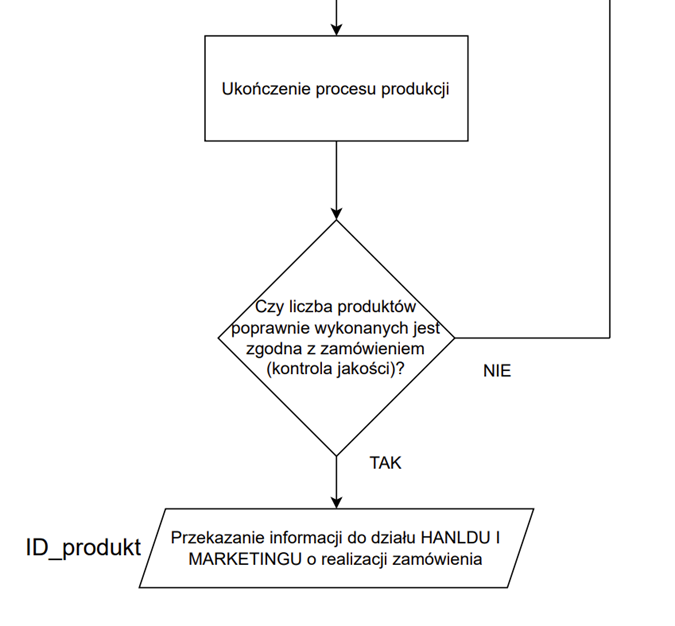 Ukończenie procesu produkcji
Czy liczba produktów
poprawnie wykonanych jest
zgodna z zamówieniem
(kontrola jakości)?
NIE
TAK
ID_produkt
Przekazanie informacji do działu HANLDU I
MARKETINGU o realizacji zamówienia